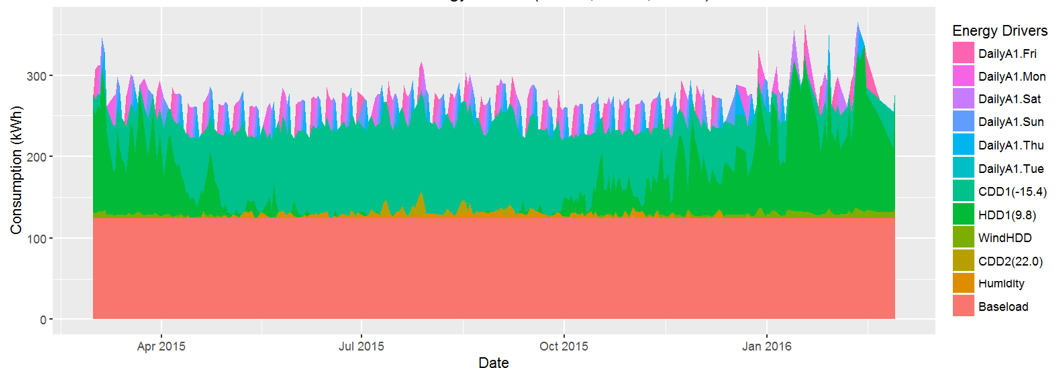 Consumption (kWh)
300
200
100
0
Apr 2015
Jul 2015
Oct 2015
Jan 2016
Date
Energy Drivers
DailyA1.Fri
DailyA1.Mon
DailyA1.Sat
DailyA1.Sun
DailyA1.Thu
DailyA1.Tue
CDD1(-15.4)
HDD1(9.8)
WindHDD
CDD2(22.0)
Humidity
Baseload